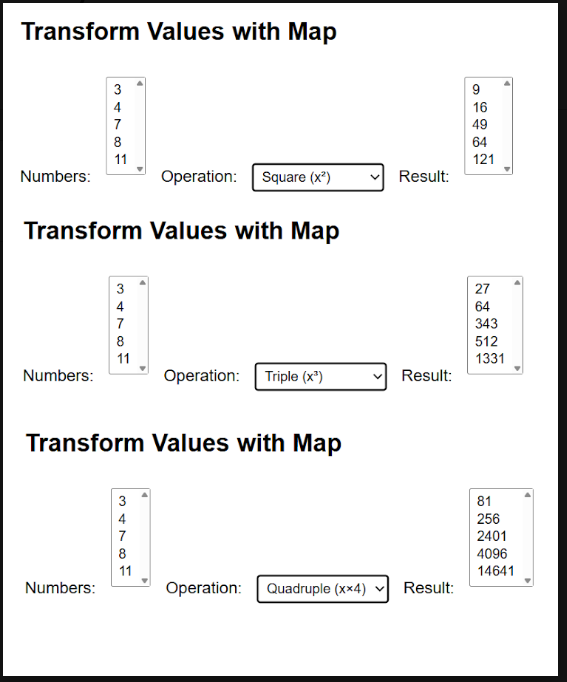 Transform Values with Map
3
4
7
8
11
Numbers:
Operation:
Square (x²)
Result:
9
16
49
64
121
Transform Values with Map
3
4
7
8
11
Numbers:
Operation:
Triple (x³)
Result:
27
64
343
512
1331
Transform Values with Map
3
4
7
8
11
Numbers:
Operation:
Quadruple (x×4)
Result:
81
256
2401
4096
14641